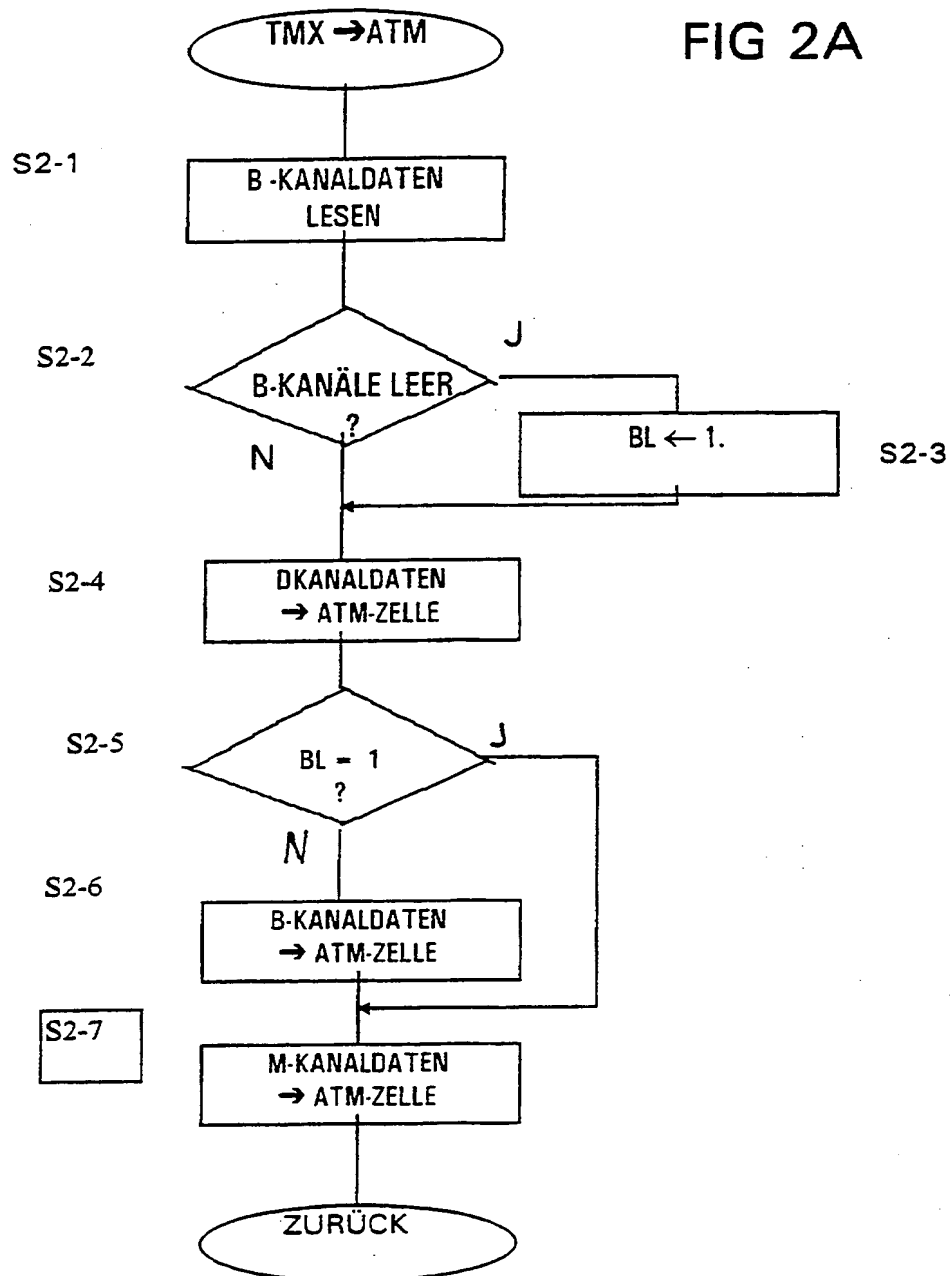 TMX → ATM
FIG 2A
S2-1
B -KANALDATEN
LESEN
S2-2
J
B-KANÄLE LEER
?
N
BL ← 1.
S2-3
S2-4
DKANALDATEN
→ ATM-ZELLE
S2-5
J
BL = 1
?
N
S2-6
B-KANALDATEN
→ ATM-ZELLE
S2-7
M-KANALDATEN
→ ATM-ZELLE
ZURÜCK